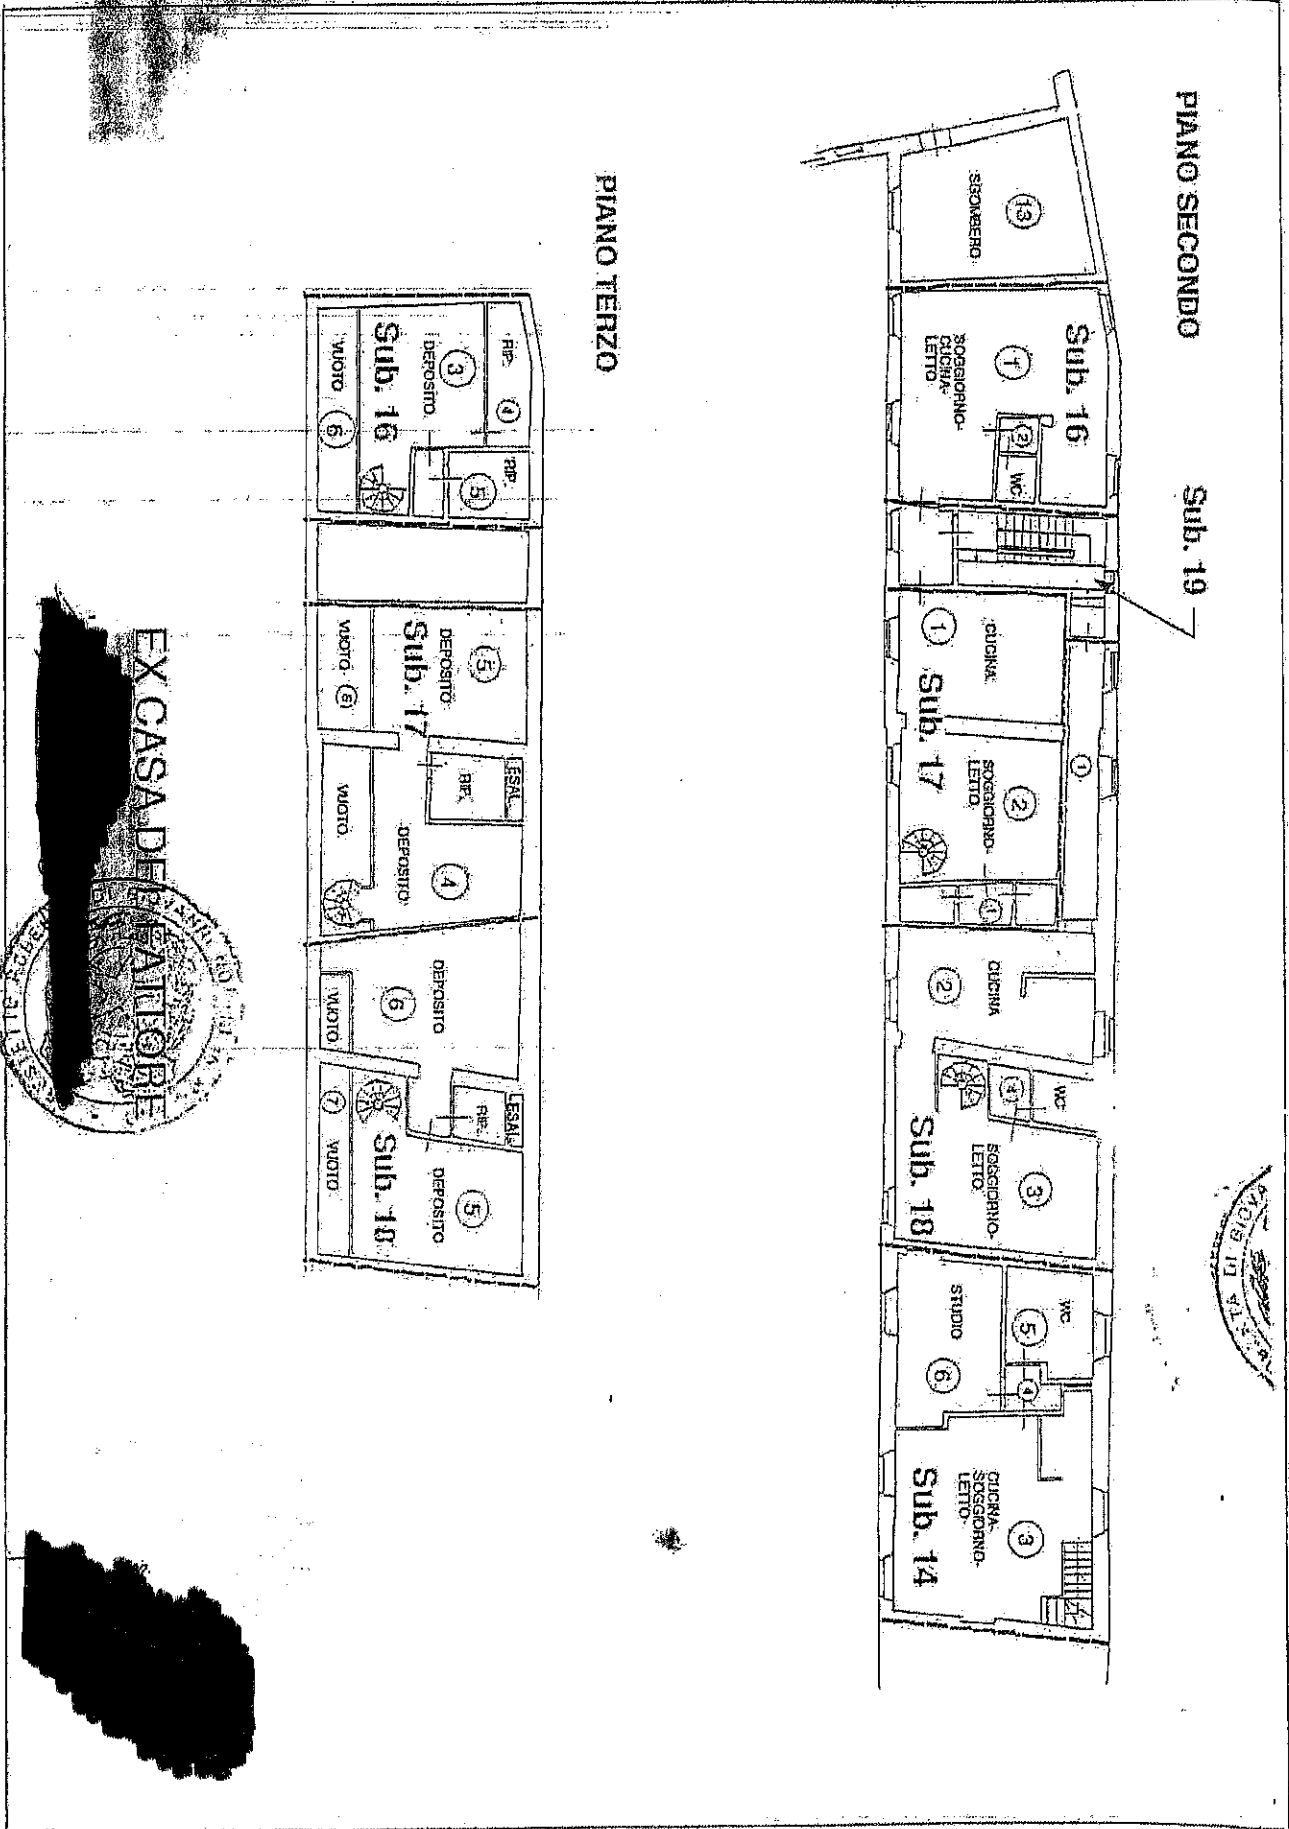 PIANO SECONDO
Sub. 19
13
SGOMBERO
Sub. 16
1
SOGGIORNO-
CUCINA-
LETTO
2
WC
1
CUCINA
Sub. 17
2
SOGGIORNO-
LETTO
1
CUCINA
2
WC
4
SOGGIORNO-
LETTO
3
Sub. 18
WC
5
STUDIO
6
4
CUCINA-
SOGGIORNO-
LETTO
3
Sub. 14
PIANO TERZO
RIP.
4
3
DEPOSITO
Sub. 16
VUOTO
6
RIP.
5
5
DEPOSITO
Sub. 17
VUOTO
6
RIP.
VUOTO
DEPOSITO
4
DEPOSITO
6
VUOTO
RIP.
7
VUOTO
Sub. 18
DEPOSITO
5
EX CASA DEL FATTORE